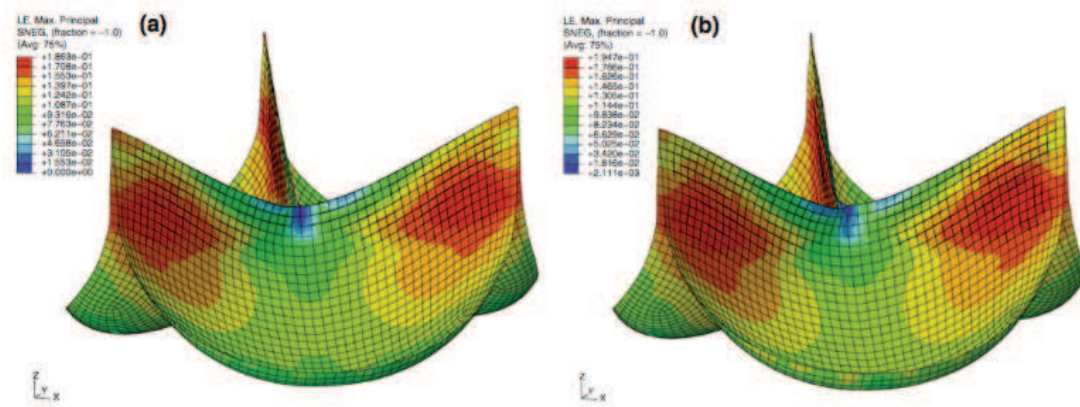 LE, Max. Principal
SNEG, (fraction = -1.0)
(Avg: 75%)
+1.863e-01
+1.708e-01
+1.553e-01
+1.397e-01
+1.242e-01
+1.087e-01
+9.316e-02
+7.763e-02
+6.211e-02
+4.658e-02
+3.105e-02
+1.553e-02
+0.000e+00
(a)
Z
Y
X
LE, Max. Principal
SNEG, (fraction = -1.0)
(Avg: 75%)
+1.947e-01
+1.786e-01
+1.626e-01
+1.465e-01
+1.305e-01
+1.144e-01
+9.838e-02
+8.234e-02
+6.629e-02
+5.025e-02
+3.420e-02
+1.816e-02
+2.111e-03
(b)
Z
Y
X